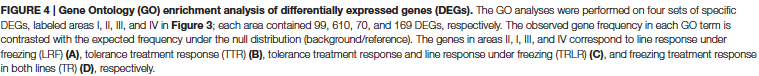 FIGURE 4 | Gene Ontology (GO) enrichment analysis of differentially expressed genes (DEGs). The GO analyses were performed on four sets of specific
DEGs, labeled areas I, II, III, and IV in Figure 3; each area contained 99, 610, 70, and 169 DEGs, respectively. The observed gene frequency in each GO term is
contrasted with the expected frequency under the null distribution (background/reference). The genes in areas II, I, III, and IV correspond to line response under
freezing (LRF) (A), tolerance treatment response (TTR) (B), tolerance treatment response and line response under freezing (TRLR) (C), and freezing treatment response
in both lines (TR) (D), respectively.